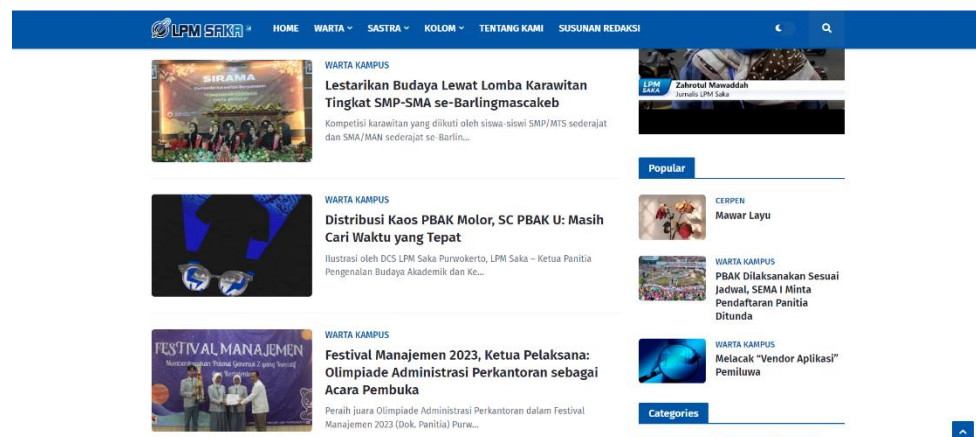 LPM SAKA
HOME WARTA SASTRA KOLOM TENTANG KAMI SUSUNAN REDAKSI
SIRAMA
WARTA KAMPUS
Lestarikan Budaya Lewat Lomba Karawitan
Tingkat SMP-SMA se-Barlingmascakeb
Kompetisi karawitan yang diikuti oleh siswa-siswi SMP/MTS sederajat
dan SMA/MAN sederajat se-Barlin...
WARTA KAMPUS
Distribusi Kaos PBAK Molor, SC PBAK U: Masih
Cari Waktu yang Tepat
Ilustrasi oleh DCS LPM Saka Purwokerto, LPM Saka – Ketua Panitia
Pengenalan Budaya Akademik dan Ke...
FESTIVAL MANAJEMEN
WARTA KAMPUS
Festival Manajemen 2023, Ketua Pelaksana:
Olimpiade Administrasi Perkantoran sebagai
Acara Pembuka
Peraih juara Olimpiade Administrasi Perkantoran dalam Festival
Manajemen 2023 (Dok. Panitia) Purw...
LPM
SAKA
Zahrotul Mawaddah
Jurnalis LPM Saka
Popular
CERPEN
Mawar Layu
WARTA KAMPUS
PBAK Dilaksanakan Sesuai
Jadwal, SEMA I Minta
Pendaftaran Panitia
Ditunda
WARTA KAMPUS
Melacak “Vendor Aplikasi”
Pemiluwa
Categories